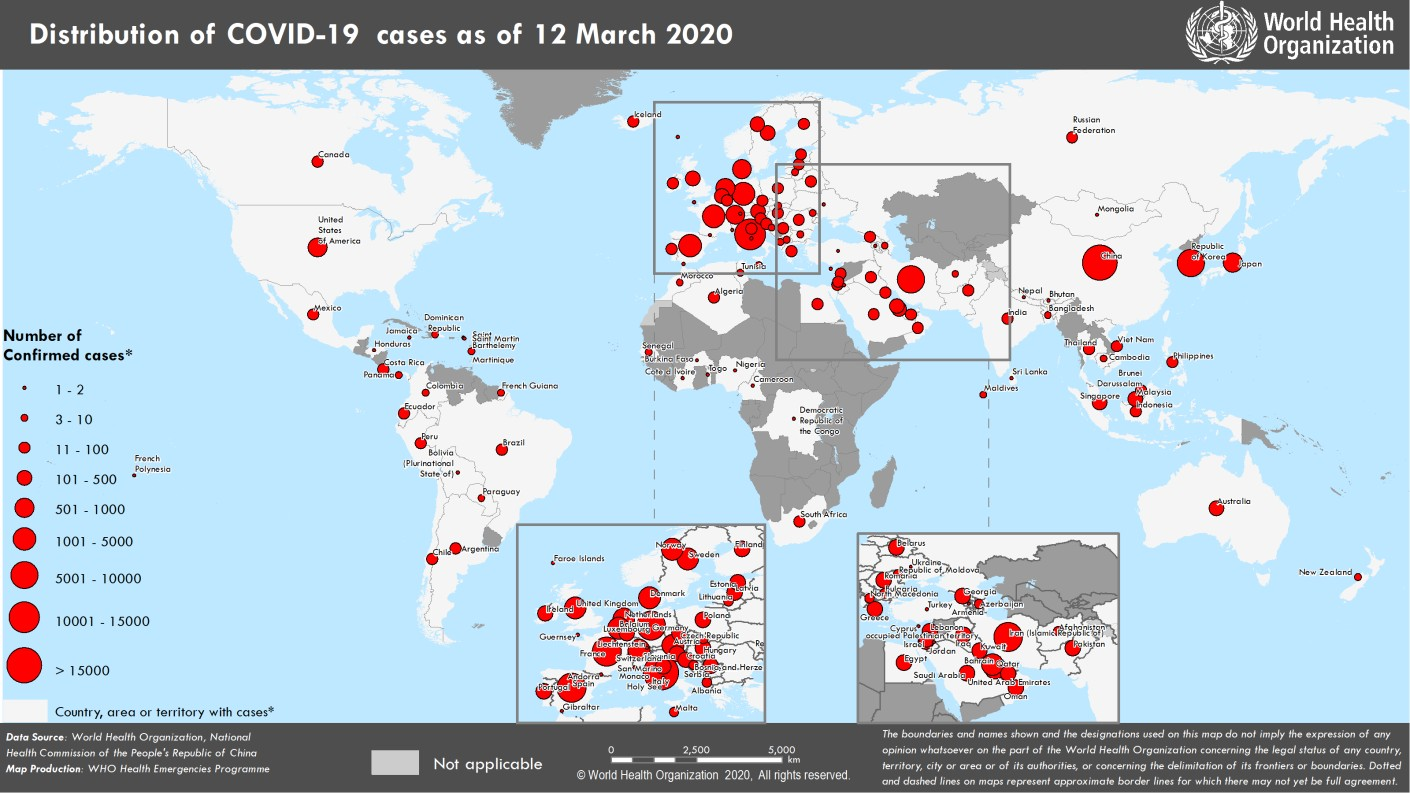 Distribution of COVID-19 cases as of 12 March 2020
World Health
Organization
Iceland
Russian
Federation
Canada
United
States
of America
Mongolia
China
Republic
of Korea
Japan
Tunisia
Morocco
Algeria
Mexico
Nepal
Bhutan
Bangladesh
India
Dominican
Republic
Jamaica
Honduras
Saint Martin
Saint
Barthelemy
Martinique
Costa Rica
Panama
Colombia
French Guiana
Ecuador
Peru
Brazil
Bolivia
(Plurinational
State of)
Paraguay
Chile
Argentina
French
Polynesia
Senegal
Burkina Faso
Cote d Ivoire
Togo
Nigeria
Cameroon
Democratic
Republic of
the Congo
South Africa
Thailand
Viet Nam
Cambodia
Philippines
Sri Lanka
Maldives
Brunei
Darussalam
Malaysia
Singapore
Indonesia
Australia
New Zealand
Number of
Confirmed cases*
1 - 2
3 - 10
11 - 100
101 - 500
501 - 1000
1001 - 5000
5001 - 10000
10001 - 15000
> 15000
Country, area or territory with cases*
Faroe Islands
Norway
Sweden
Finland
Estonia
Latvia
Lithuania
Denmark
United Kingdom
Ireland
Netherlands
Belgium
Luxembourg
Germany
Poland
Guernsey
Czech Republic
Austria
Hungary
Liechtenstein
France
Switzerland
Croatia
San Marino
Bosnia and Herze
Monaco
Serbia
Andorra
Spain
Italy
Holy See
Portugal
Albania
Gibraltar
Malta
Belarus
Ukraine
Republic of Moldova
Romania
Bulgaria
North Macedonia
Georgia
Azerbaijan
Armenia
Turkey
Greece
Cyprus
Lebanon
occupied Palestinian territory
Israel
Jordan
Iraq
Iran (Islamic Republic of)
Afghanistan
Pakistan
Kuwait
Egypt
Bahrain
Qatar
Saudi Arabia
United Arab Emirates
Oman
Data Source: World Health Organization, National
Health Commission of the People's Republic of China
Map Production: WHO Health Emergencies Programme
Not applicable
0 2,500 5,000
km
© World Health Organization 2020, All rights reserved.
The boundaries and names shown and the designations used on this map do not imply the expression of any
opinion whatsoever on the part of the World Health Organization concerning the legal status of any country,
territory, city or area or of its authorities, or concerning the delimitation of its frontiers or boundaries. Dotted
and dashed lines on maps represent approximate border lines for which there may not yet be full agreement.